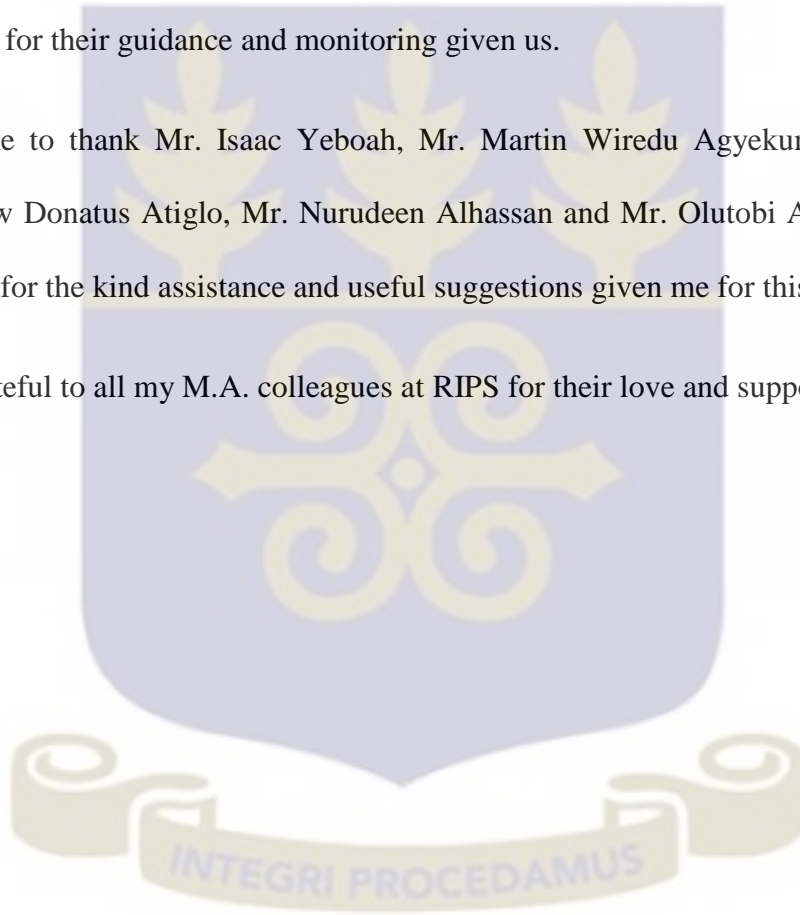 for their guidance and monitoring given us.
e to thank Mr. Isaac Yeboah, Mr. Martin Wiredu Agyekur
w Donatus Atiglo, Mr. Nurudeen Alhassan and Mr. Olutobi A
for the kind assistance and useful suggestions given me for this
teful to all my M.A. colleagues at RIPS for their love and suppo
INTEGRI PROCEDAMUS